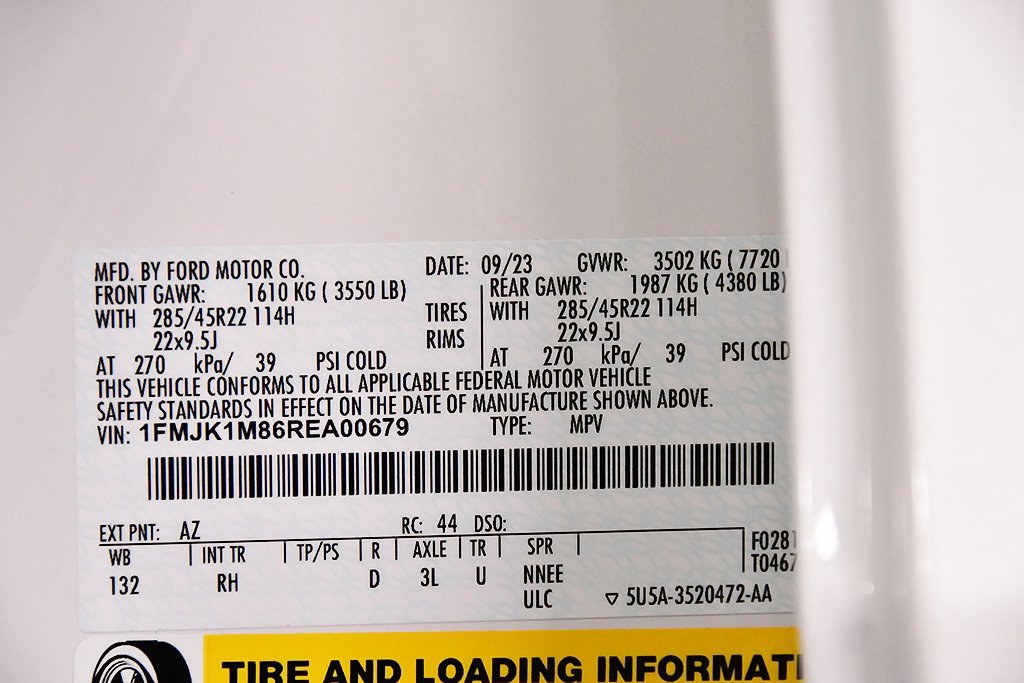 MFD. BY FORD MOTOR CO. DATE: 09/23 GVWR: 3502 KG ( 7720
FRONT GAWR: 1610 KG ( 3550 LB) REAR GAWR: 1987 KG ( 4380 LB)
WITH 285/45R22 114H TIRES WITH 285/45R22 114H
22x9.5J RIMS 22x9.5J
AT 270 kPa/ 39 PSI COLD AT 270 kPa/ 39 PSI COLD
THIS VEHICLE CONFORMS TO ALL APPLICABLE FEDERAL MOTOR VEHICLE
SAFETY STANDARDS IN EFFECT ON THE DATE OF MANUFACTURE SHOWN ABOVE.
VIN: 1FMJK1M86REA00679 TYPE: MPV
EXT PNT: AZ RC: 44 DSO:
WB INT TR TP/PS R AXLE TR SPR F0281
132 RH D 3L U NNEE T0467
ULC ▽ 5U5A-3520472-AA
TIRE AND LOADING INFORMATI